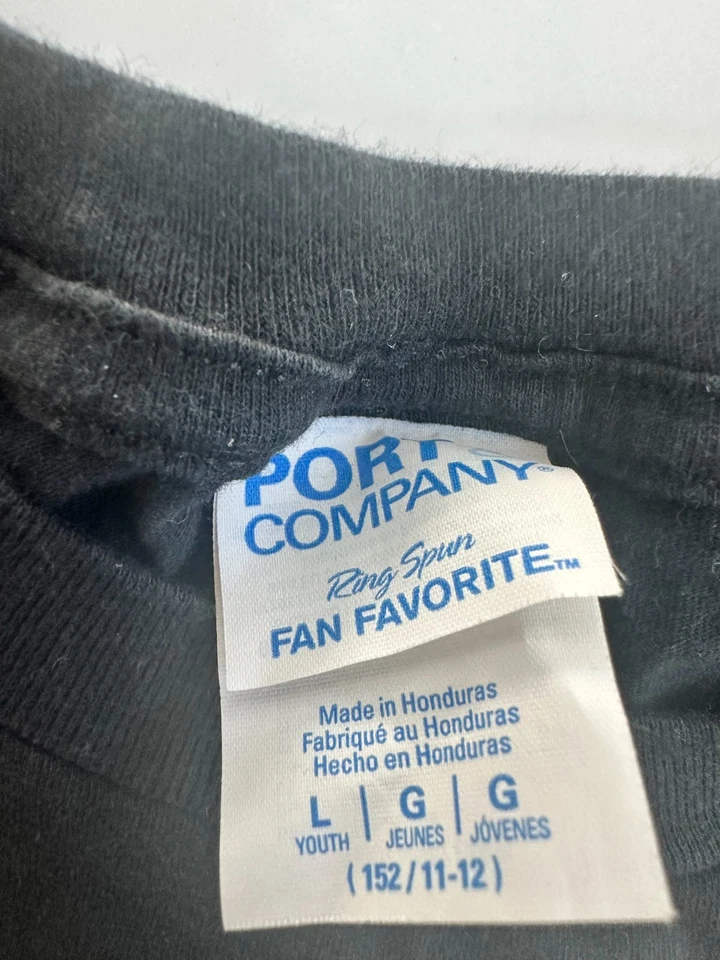 PORT &
COMPANY®
Ring Spun
FAN FAVORITE™
Made in Honduras
Fabriqué au Honduras
Hecho en Honduras
L | G | G
YOUTH JEUNES JÓVENES
(152/11-12)